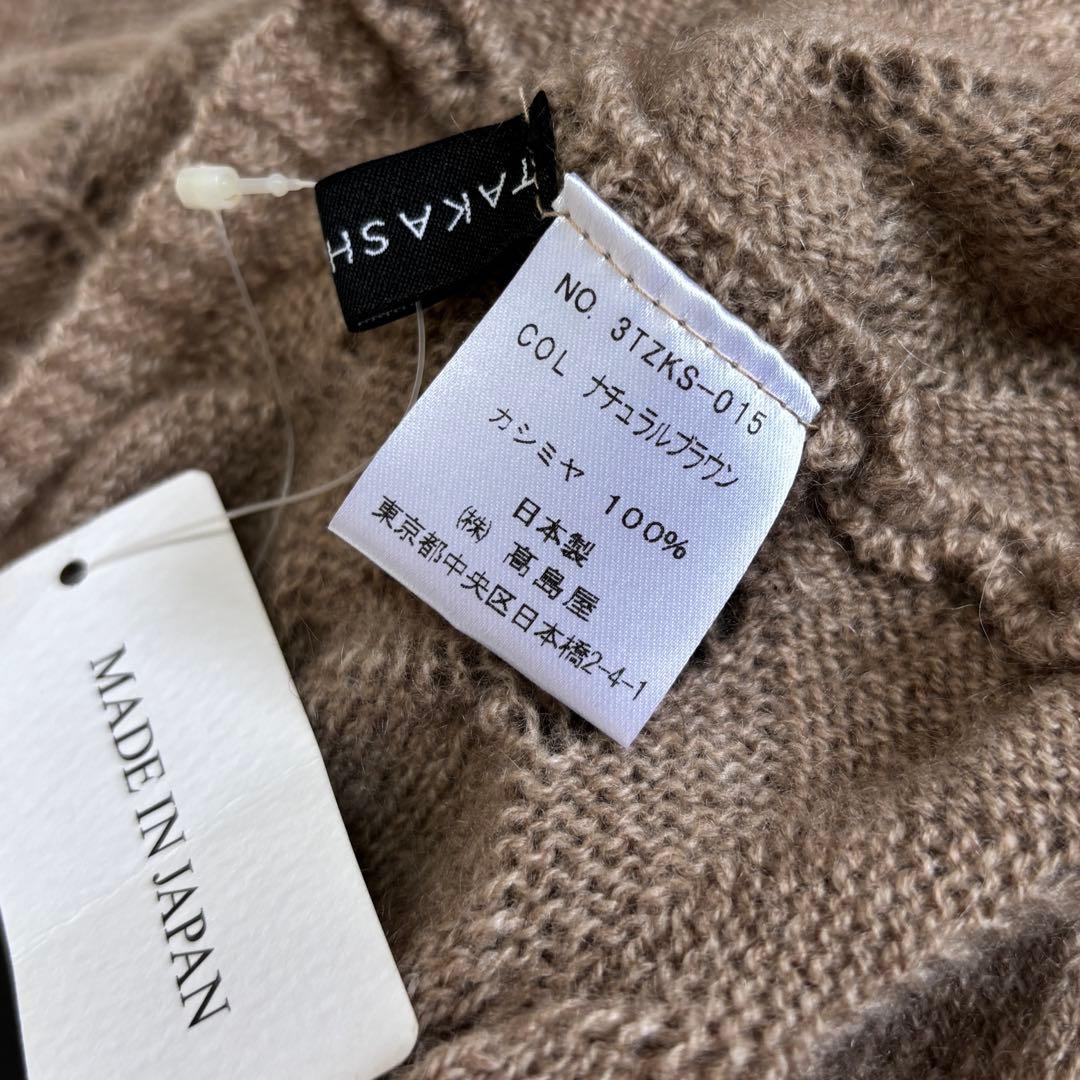 TAKASH
NO. 3TZKS-015
COL ナチュラルブラウン
カシミヤ 100%
日本製
㈱ 髙島屋
東京都中央区日本橋2-4-1
MADE IN JAPAN